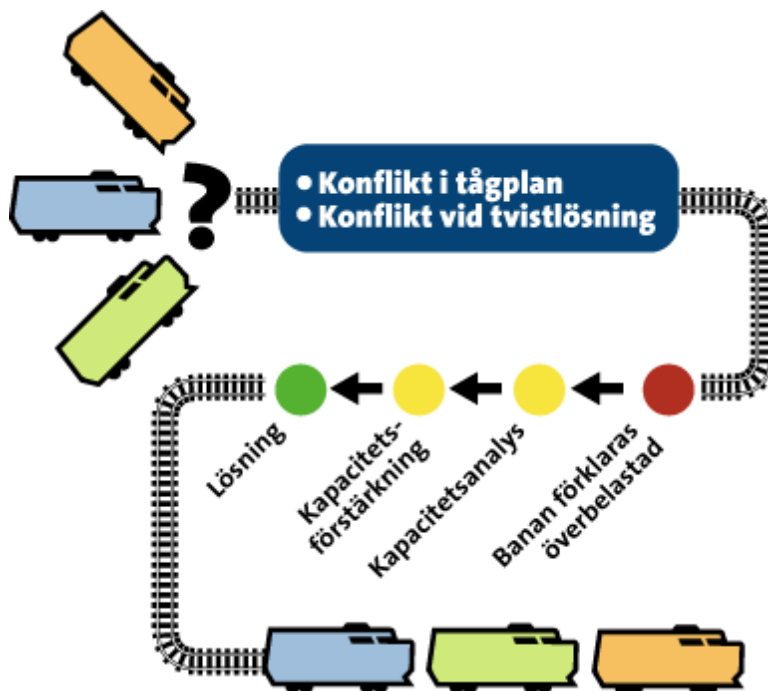 ?
• Konflikt i tågplan
• Konflikt vid tvistlösning
Lösning
Kapacitets-
förstärkning
Kapacitetsanalys
Banan förklaras
överbelastad